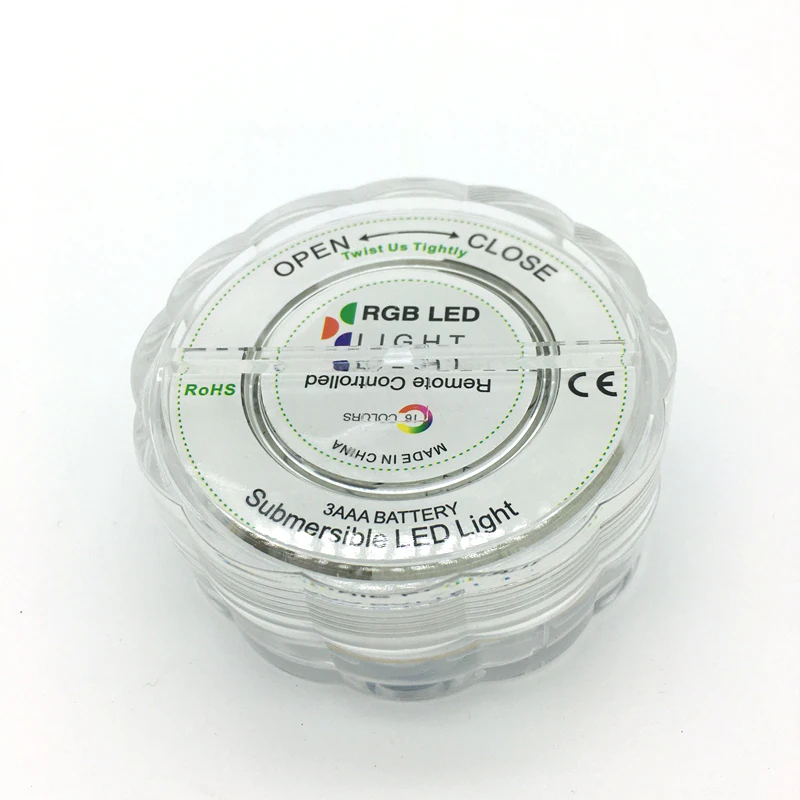 OPEN ⟷ CLOSE
Twist Us Tightly
RGB LED
LIGHT
Remote Controlled
16 COLORS
MADE IN CHINA
RoHS
CE
3AAA BATTERY
Submersible LED Light